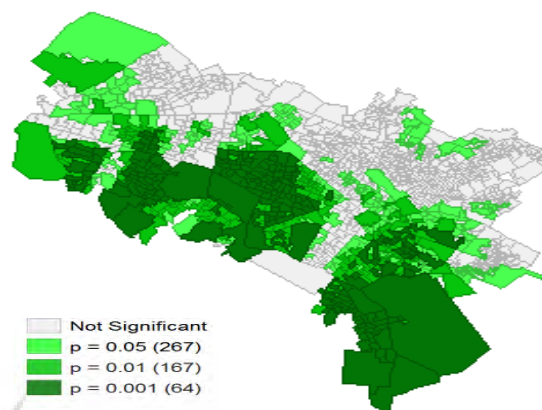 Not Significant
p = 0.05 (267)
p = 0.01 (167)
p = 0.001 (64)